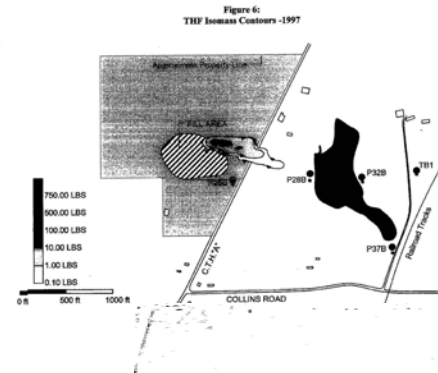 Figure 6:
THF Isomass Contours -1997
Approximate Property Line
FILL AREA
P28B
P32B
TB1
P37B
Railroad Tracks
C.T.H."A"
750.00 LBS
500.00 LBS
100.00 LBS
10.00 LBS
1.00 LBS
0.10 LBS
0 ft 500 ft 1000 ft
COLLINS ROAD